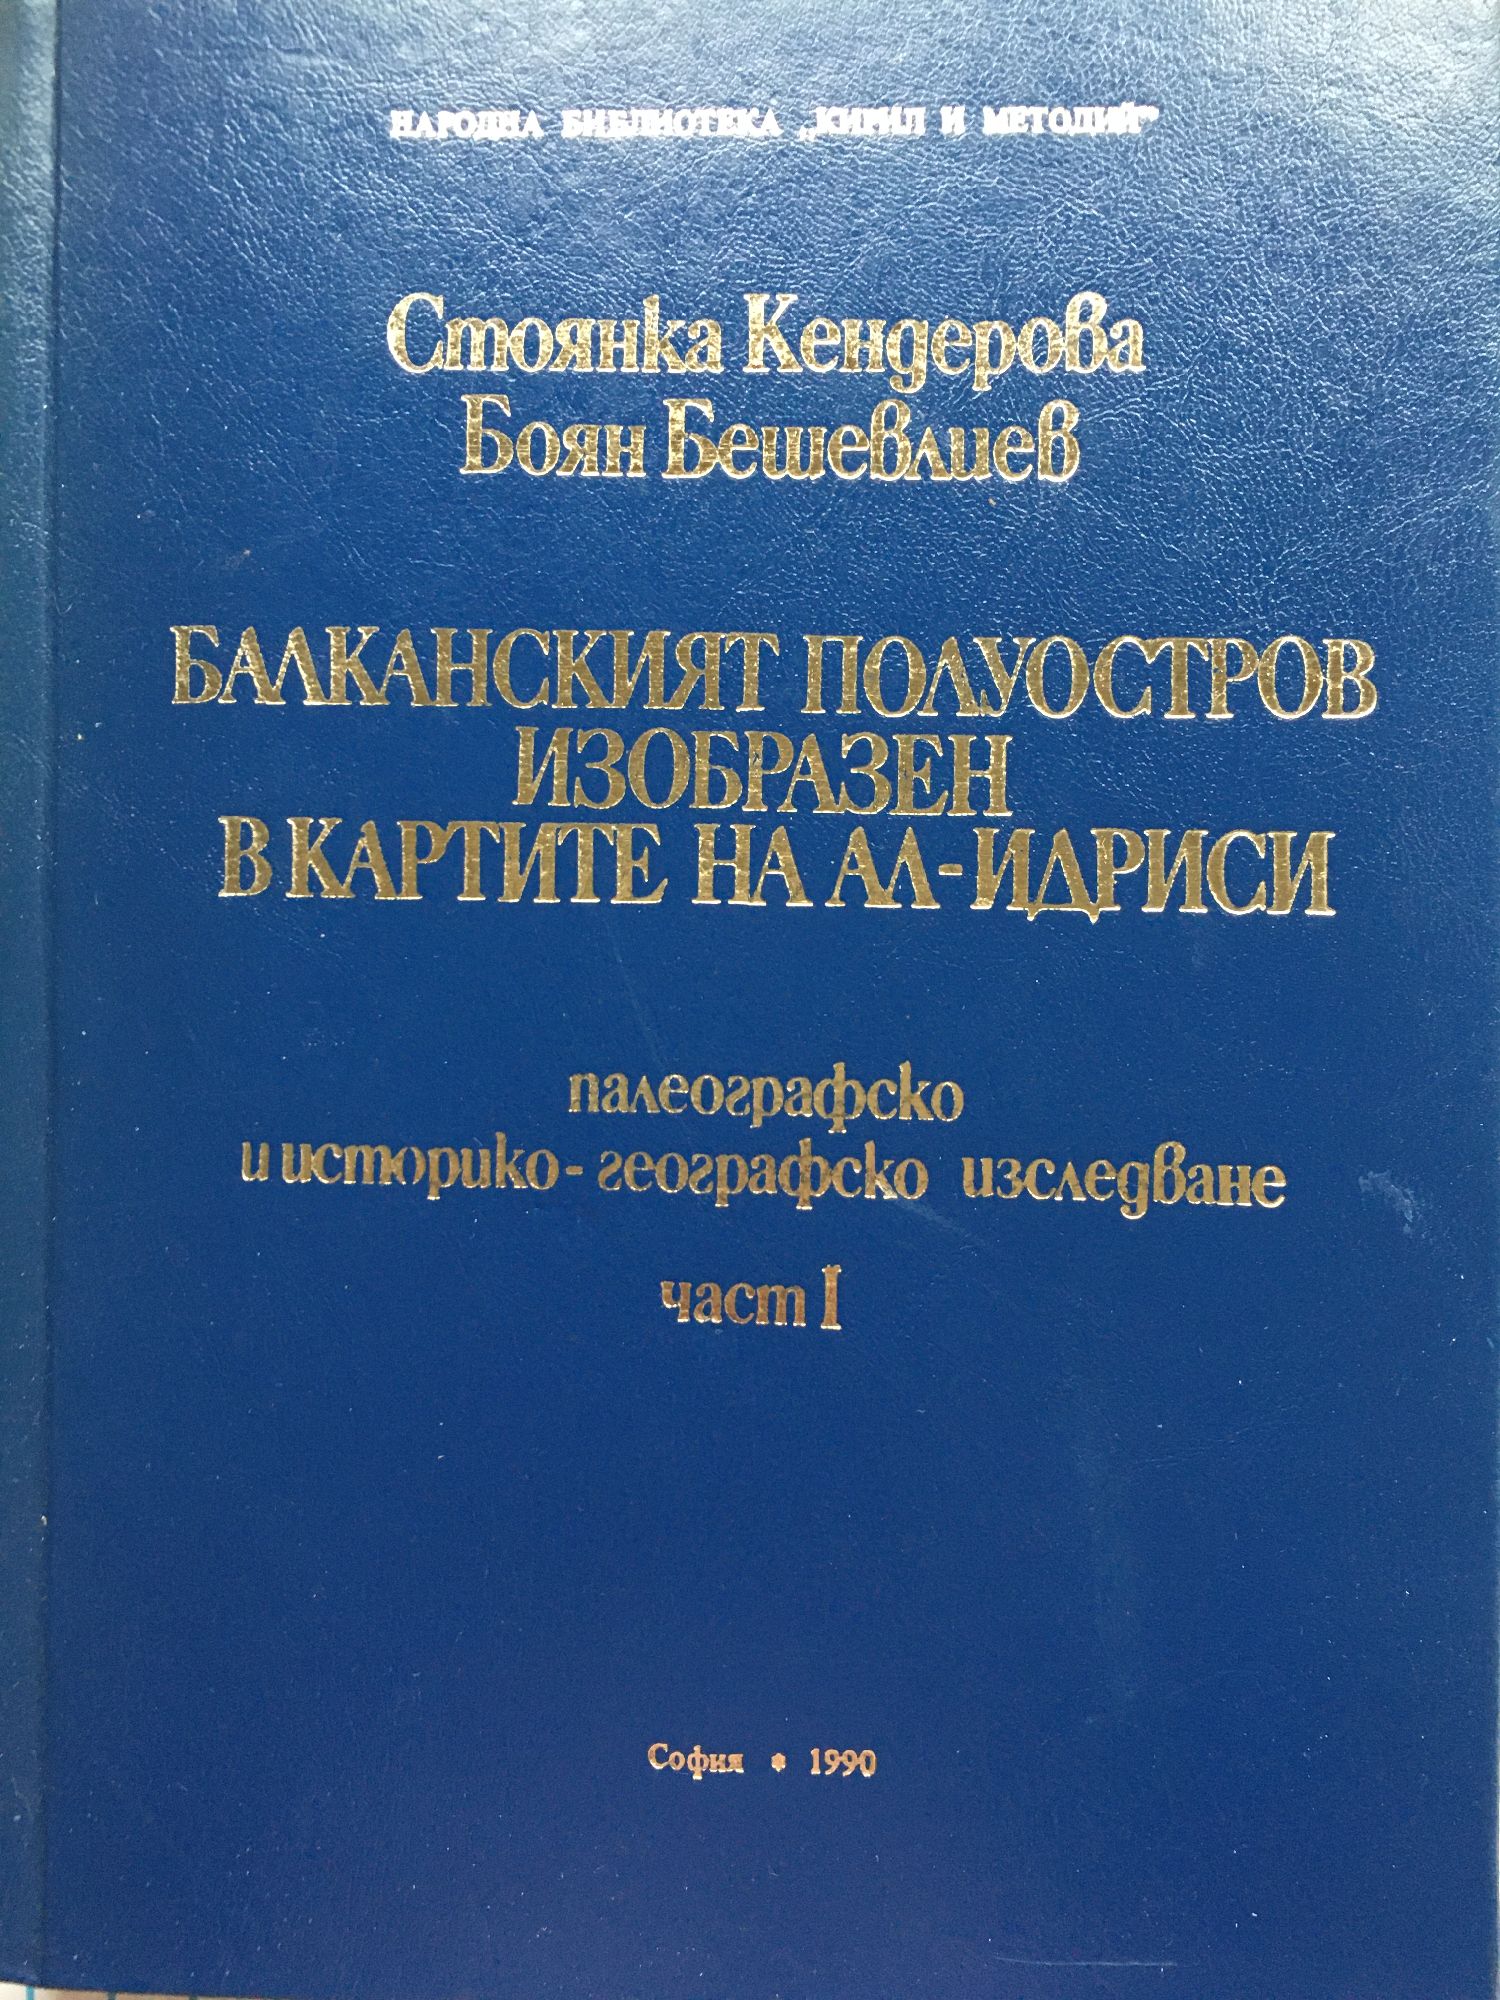 НАРОДНА БИБЛИОТЕКА „КИРИЛ И МЕТОДИЙ”
Стоянка Кендерова
Боян Бешевлиев
БАЛКАНСКИЯТ ПОЛУОСТРОВ
ИЗОБРАЗЕН
В КАРТИТЕ НА АЛ-ИДРИСИ
палеографско
и историко-географско изследване
част I
София * 1990